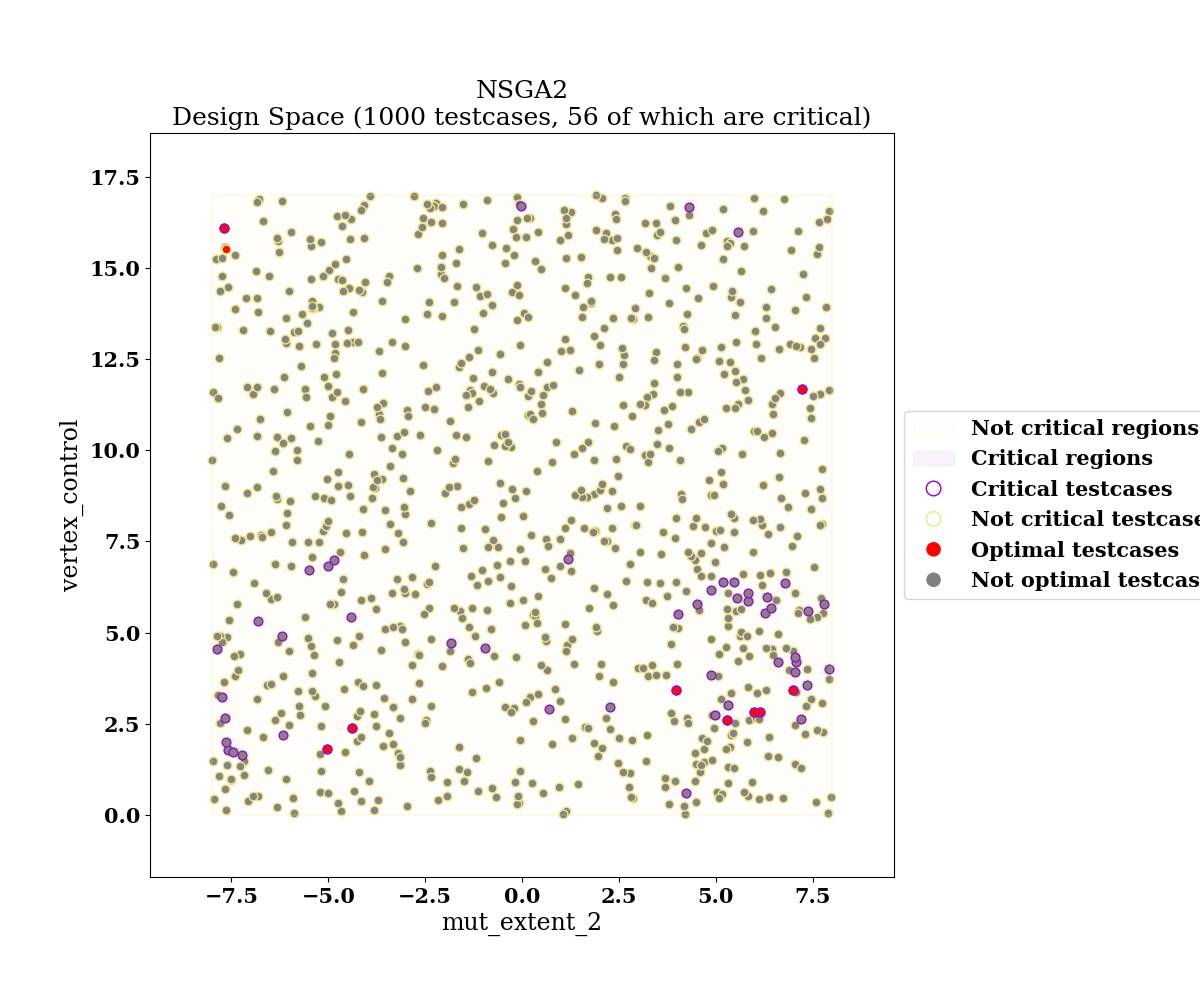 NSGA2
Design Space (1000 testcases, 56 of which are critical)
17.5
15.0
12.5
10.0
7.5
5.0
2.5
0.0
vertex_control
−7.5 −5.0 −2.5 0.0 2.5 5.0 7.5
mut_extent_2
Not critical regions
Critical regions
Critical testcases
Not critical testcase
Optimal testcases
Not optimal testcas